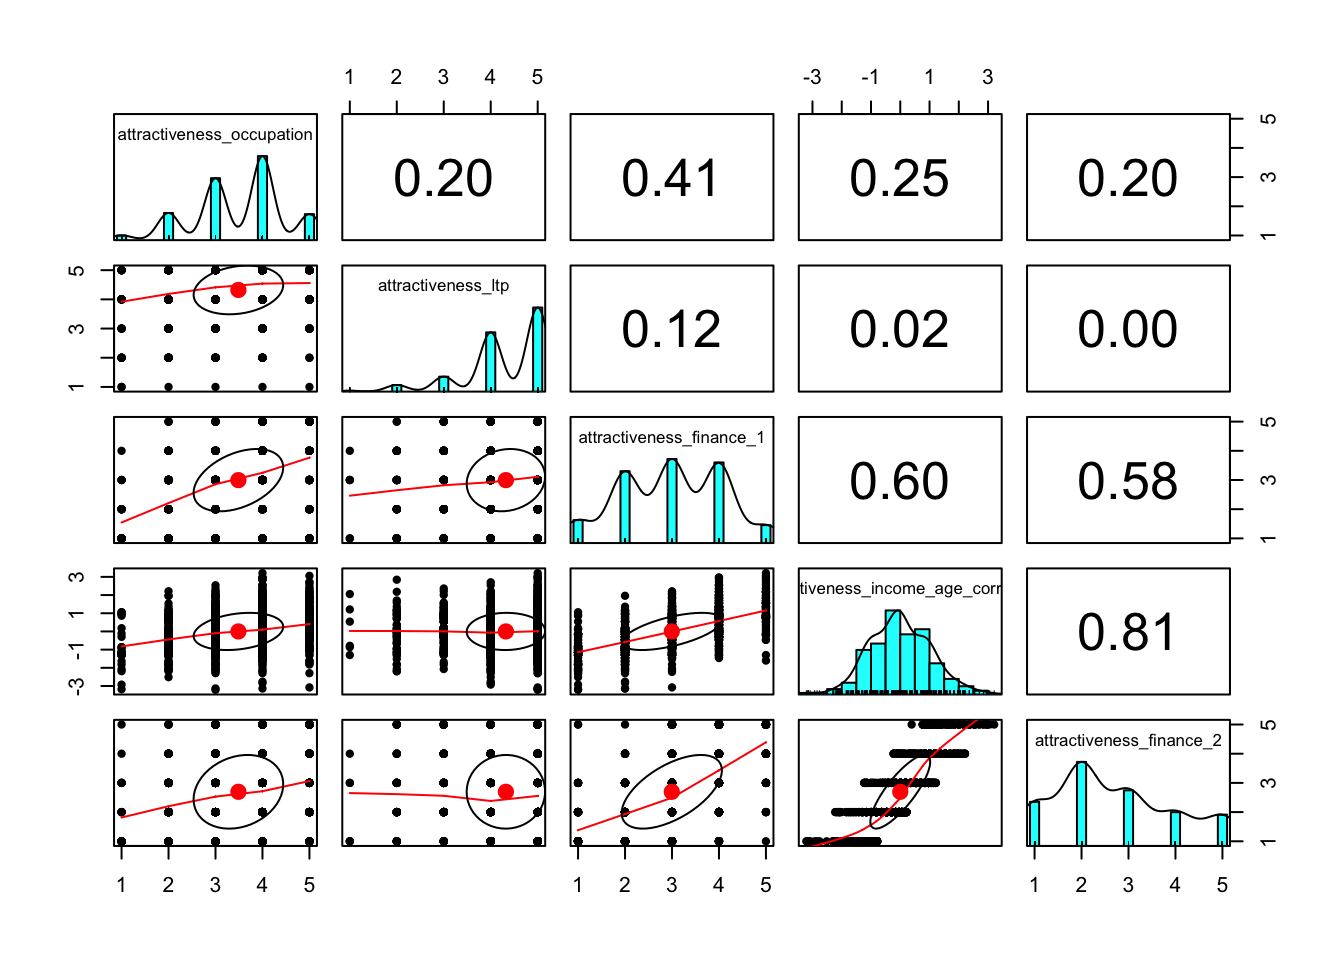 1 2 3 4 5 -3 -1 1 3
attractiveness_occupation 0.20 0.41 0.25 0.20 1 3 5
1 3 5 attractiveness_ltp 0.12 0.02 0.00
attractiveness_finance_1 0.60 0.58 1 3 5
-3 -1 1 3 tiveness_income_age_corr 0.81
attractiveness_finance_2 1 3 5
1 2 3 4 5 1 2 3 4 5 1 2 3 4 5